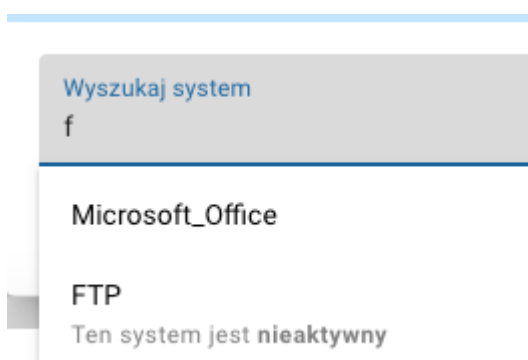 Wyszukaj system
f
Microsoft_Office
FTP
Ten system jest nieaktywny